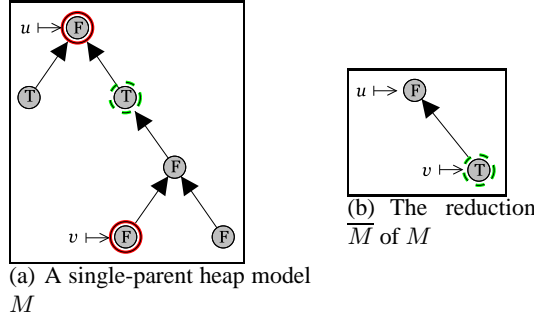 u ↦ F
T T
F
v ↦ F F
(a) A single-parent heap model
M
u ↦ F
v ↦ T
(b) The reduction
M̅ of M